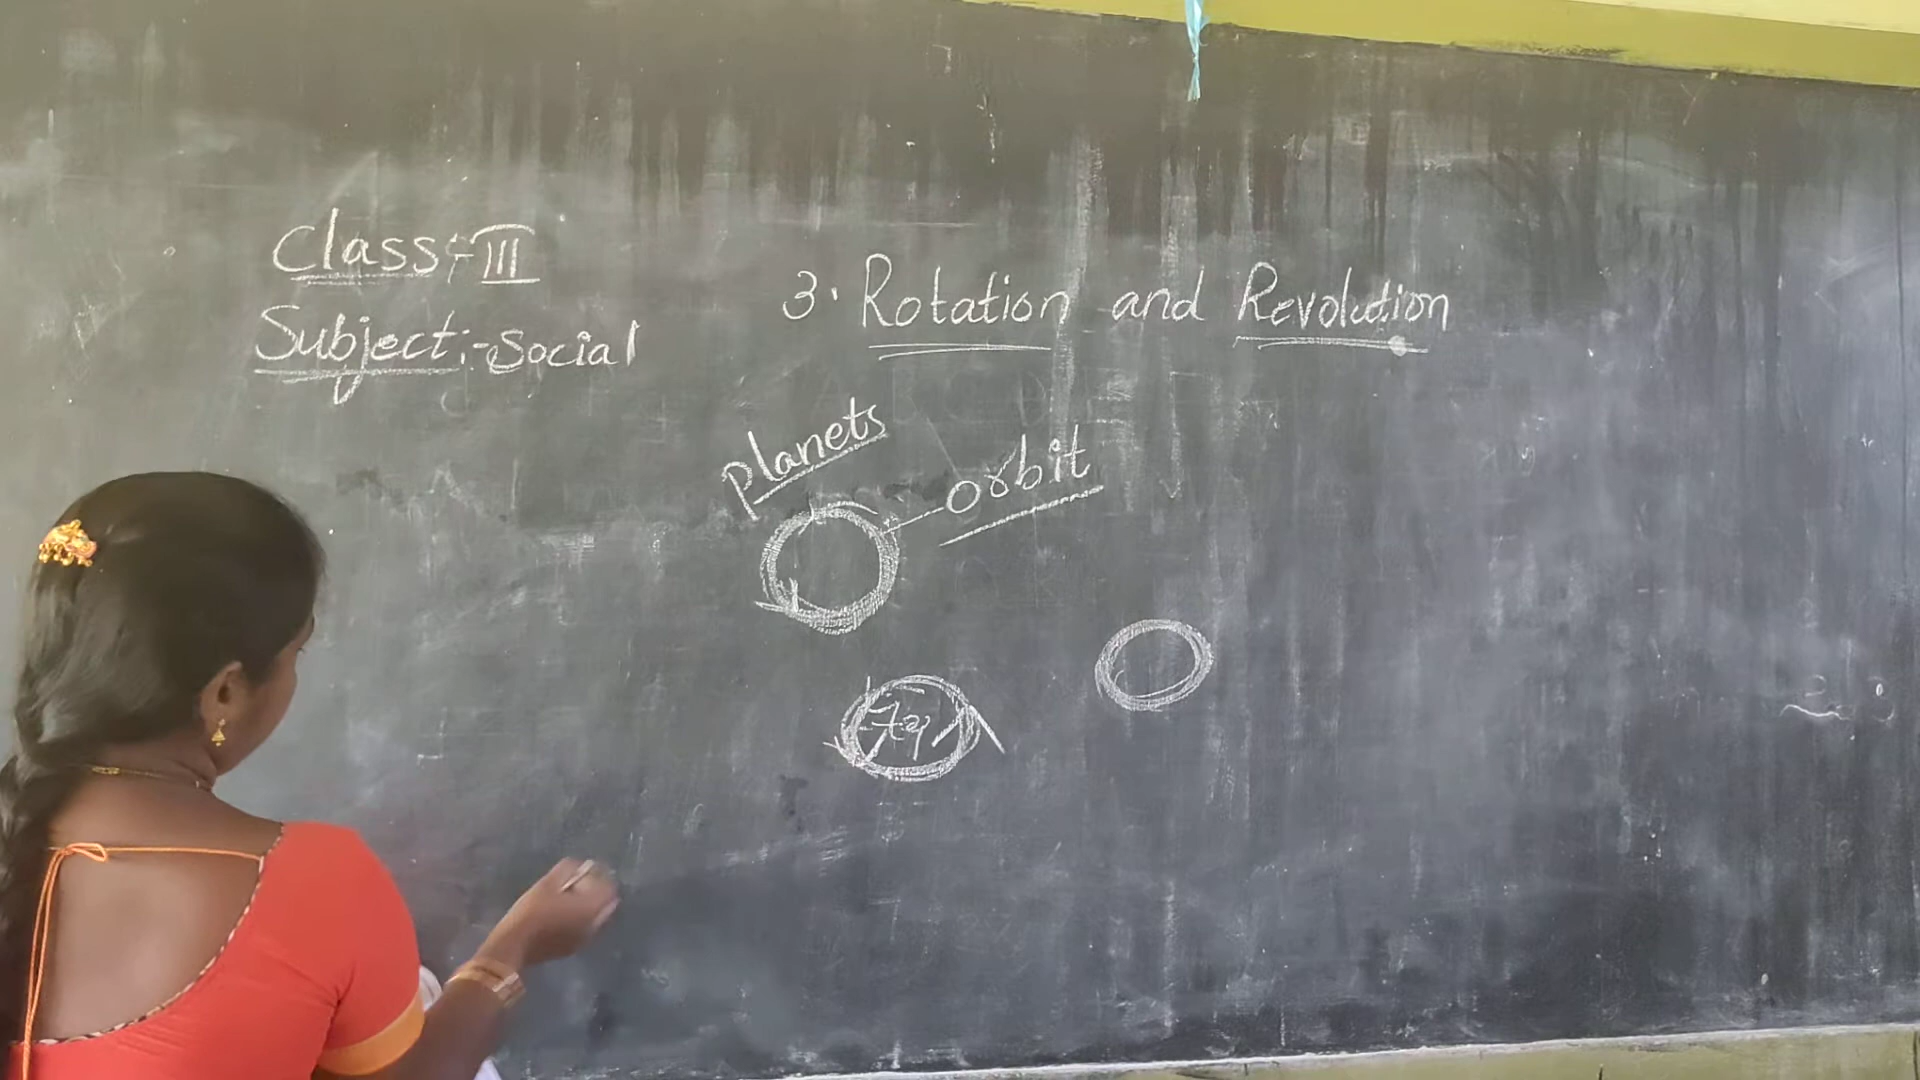 Class:-III
Subject:-Social
3. Rotation and Revolution
Planets
orbit